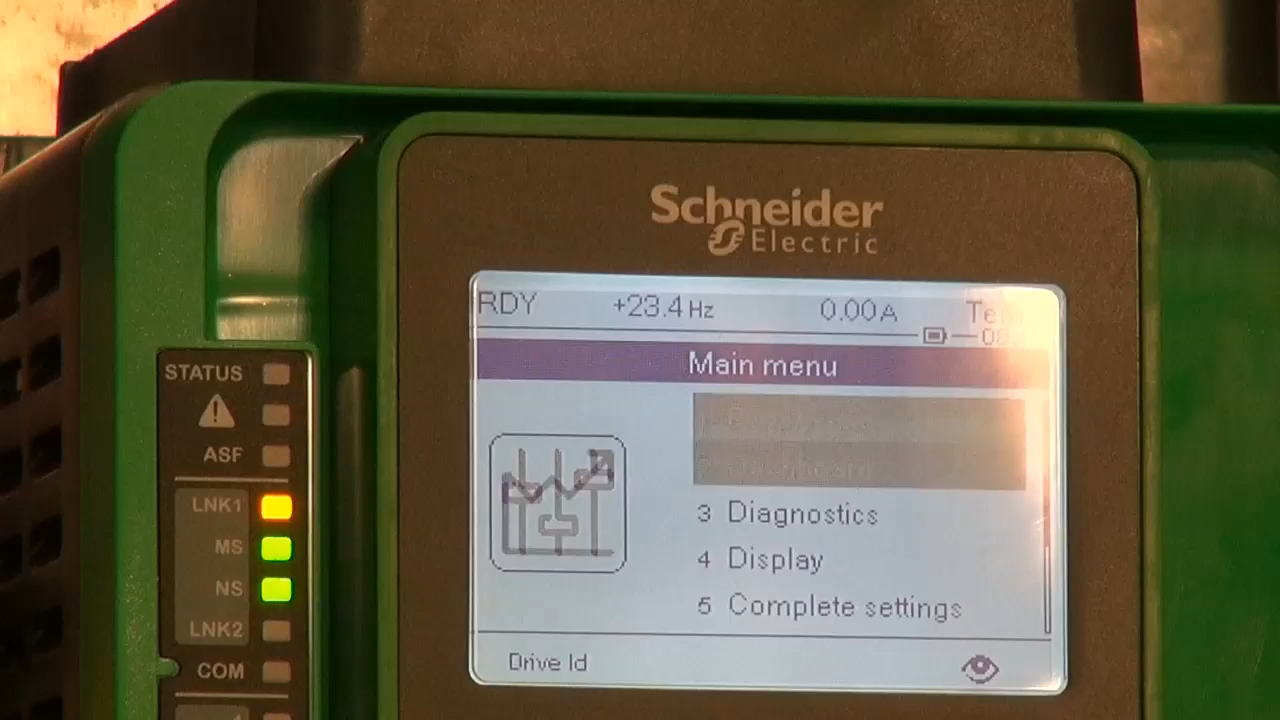 Schneider
Electric
RDY +23.4 Hz 0.00A
Main menu
3 Diagnostics
4 Display
5 Complete settings
Drive Id
STATUS
ASF
LNK1
MS
NS
LNK2
COM